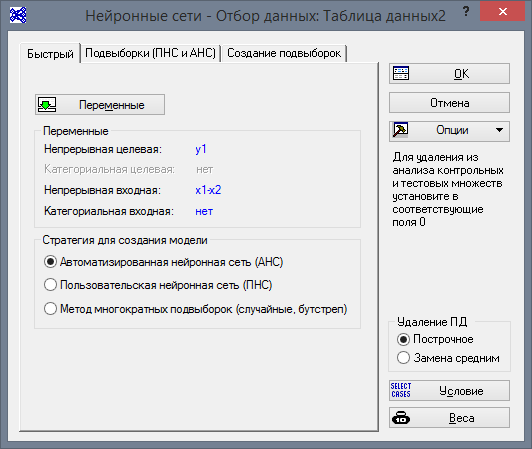 Нейронные сети - Отбор данных: Таблица данных2
? ×
Быстрый
Подвыборки (ПНС и АНС)
Создание подвыборок
Переменные
Переменные
Непрерывная целевая: y1
Категориальная целевая: нет
Непрерывная входная: x1-x2
Категориальная входная: нет
Стратегия для создания модели
Автоматизированная нейронная сеть (АНС)
Пользовательская нейронная сеть (ПНС)
Метод многократных подвыборок (случайные, бутстреп)
OK
Отмена
Опции
Для удаления из
анализа контрольных
и тестовых множеств
установите в
соответствующие
поля 0
Удаление ПД
Построчное
Замена средним
SELECT
CASES
Условие
Веса